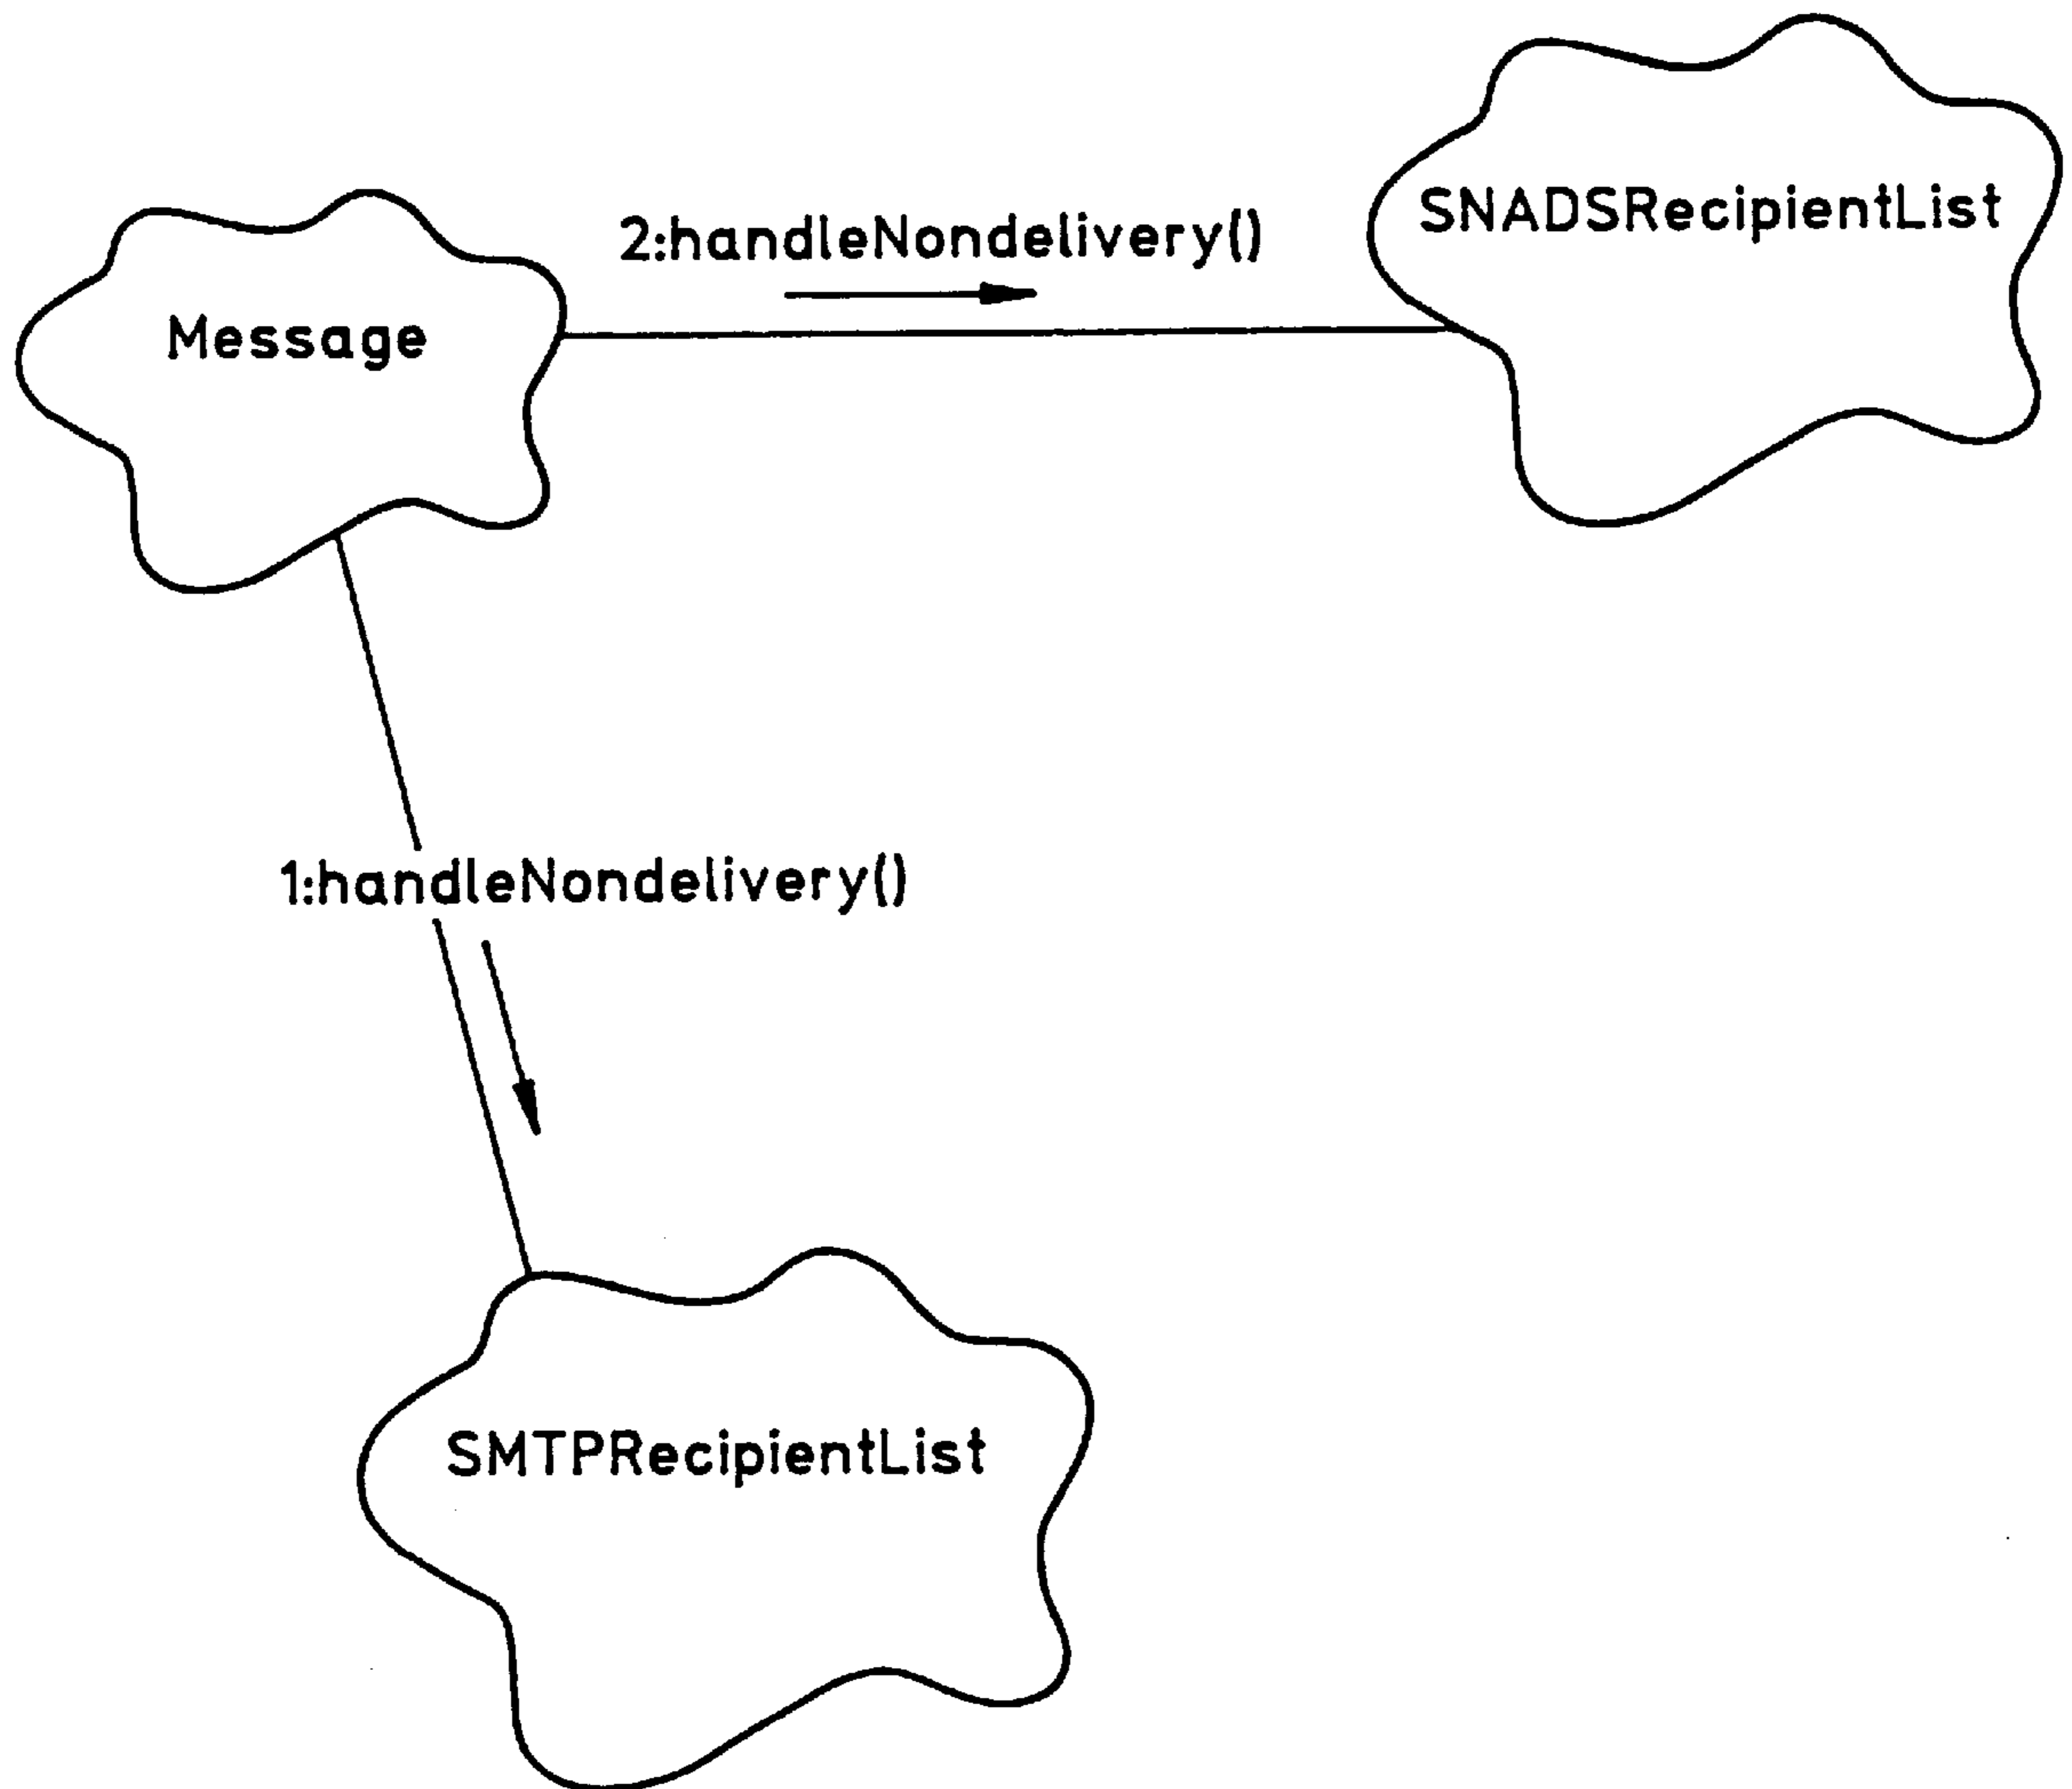 SNADSRecipientList
2:handleNondelivery()
Message
1:handleNondelivery()
SMTPRecipientList